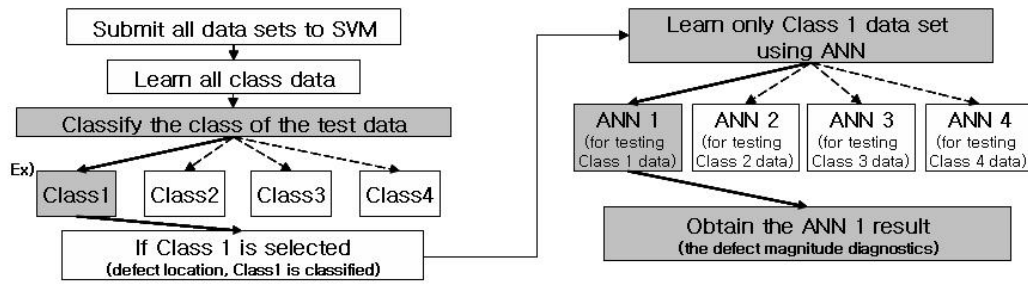 Submit all data sets to SVM
Learn all class data
Classify the class of the test data
Ex)
Class1
Class2
Class3
Class4
If Class 1 is selected
(defect location, Class1 is classified)
Learn only Class 1 data set
using ANN
ANN 1
(for testing
Class 1 data)
ANN 2
(for testing
Class 2 data)
ANN 3
(for testing
Class 3 data)
ANN 4
(for testing
Class 4 data)
Obtain the ANN 1 result
(the defect magnitude diagnostics)